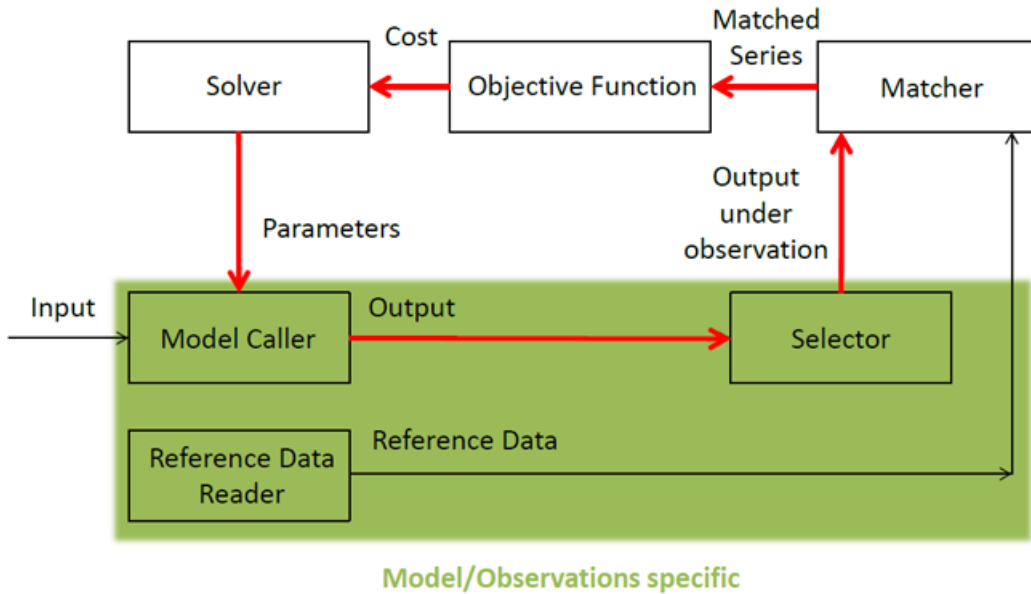 Cost
Matched
Series
Solver
Objective Function
Matcher
Parameters
Output
under
observation
Input
Output
Model Caller
Selector
Reference Data
Reference Data
Reader
Model/Observations specific